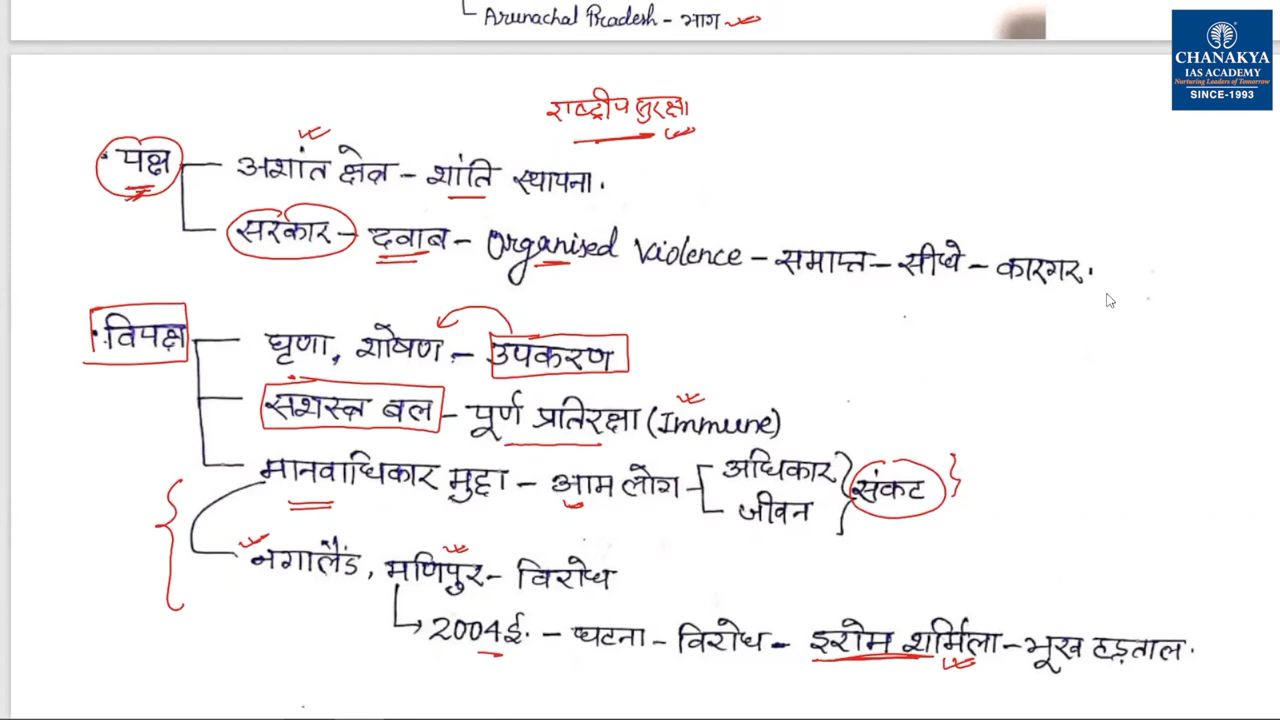 Arunachal Pradesh - भाग
CHANAKYA
IAS ACADEMY
Nurturing Leaders of Tomorrow
SINCE-1993
राष्ट्रीय सुरक्षा
• पक्ष
अशांत क्षेत्र - शांति स्थापना.
सरकार - दवाब - Organised Violence - समाप्त - सीधे - कारगर.
• विपक्ष
घृणा, शोषण - उपकरण
सशस्त्र बल - पूर्ण प्रतिरक्षा (Immune)
मानवाधिकार मुद्दा - आम लोग - अधिकार
जीवन
संकट
नगालैंड, मणिपुर - विरोध
2004 ई. - घटना - विरोध - इरोम शर्मिला - भूख हड़ताल.